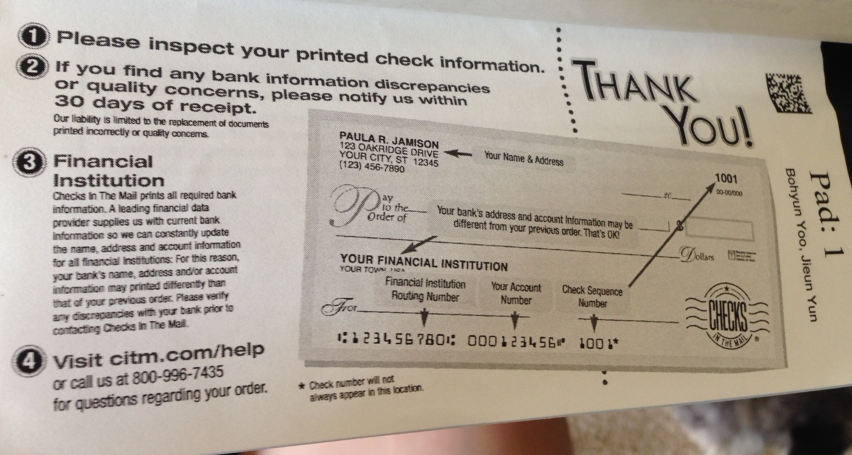 1 Please inspect your printed check information.
2 If you find any bank information discrepancies
or quality concerns, please notify us within
30 days of receipt.
Our liability is limited to the replacement of documents
printed incorrectly or quality concerns.
3 Financial
Institution
Checks In The Mail prints all required bank
information. A leading financial data
provider supplies us with current bank
information so we can constantly update
the name, address and account information
for all financial institutions. For this reason,
your bank's name, address and/or account
information may printed differently than
that of your previous order. Please verify
any discrepancies with your bank prior to
contacting Checks In The Mail.
4 Visit citm.com/help
or call us at 800-996-7435
for questions regarding your order.
THANK
YOU!
PAULA R. JAMISON
123 OAKRIDGE DRIVE
YOUR CITY, ST 12345
(123) 456-7890
Your Name & Address
1001
00-00/000
Pay
to the
Order of
Your bank's address and account information may be
different from your previous order. That's OK!
$
Dollars
YOUR FINANCIAL INSTITUTION
YOUR TOWN, USA
Financial Institution
Routing Number
Your Account
Number
Check Sequence
Number
For
⑆123456780⑆ 000123456⑈ 1001*
CHECKS
IN THE MAIL
®
* Check number will not
always appear in this location.
Pad: 1
Bohyun Yoo, Jieun Yun